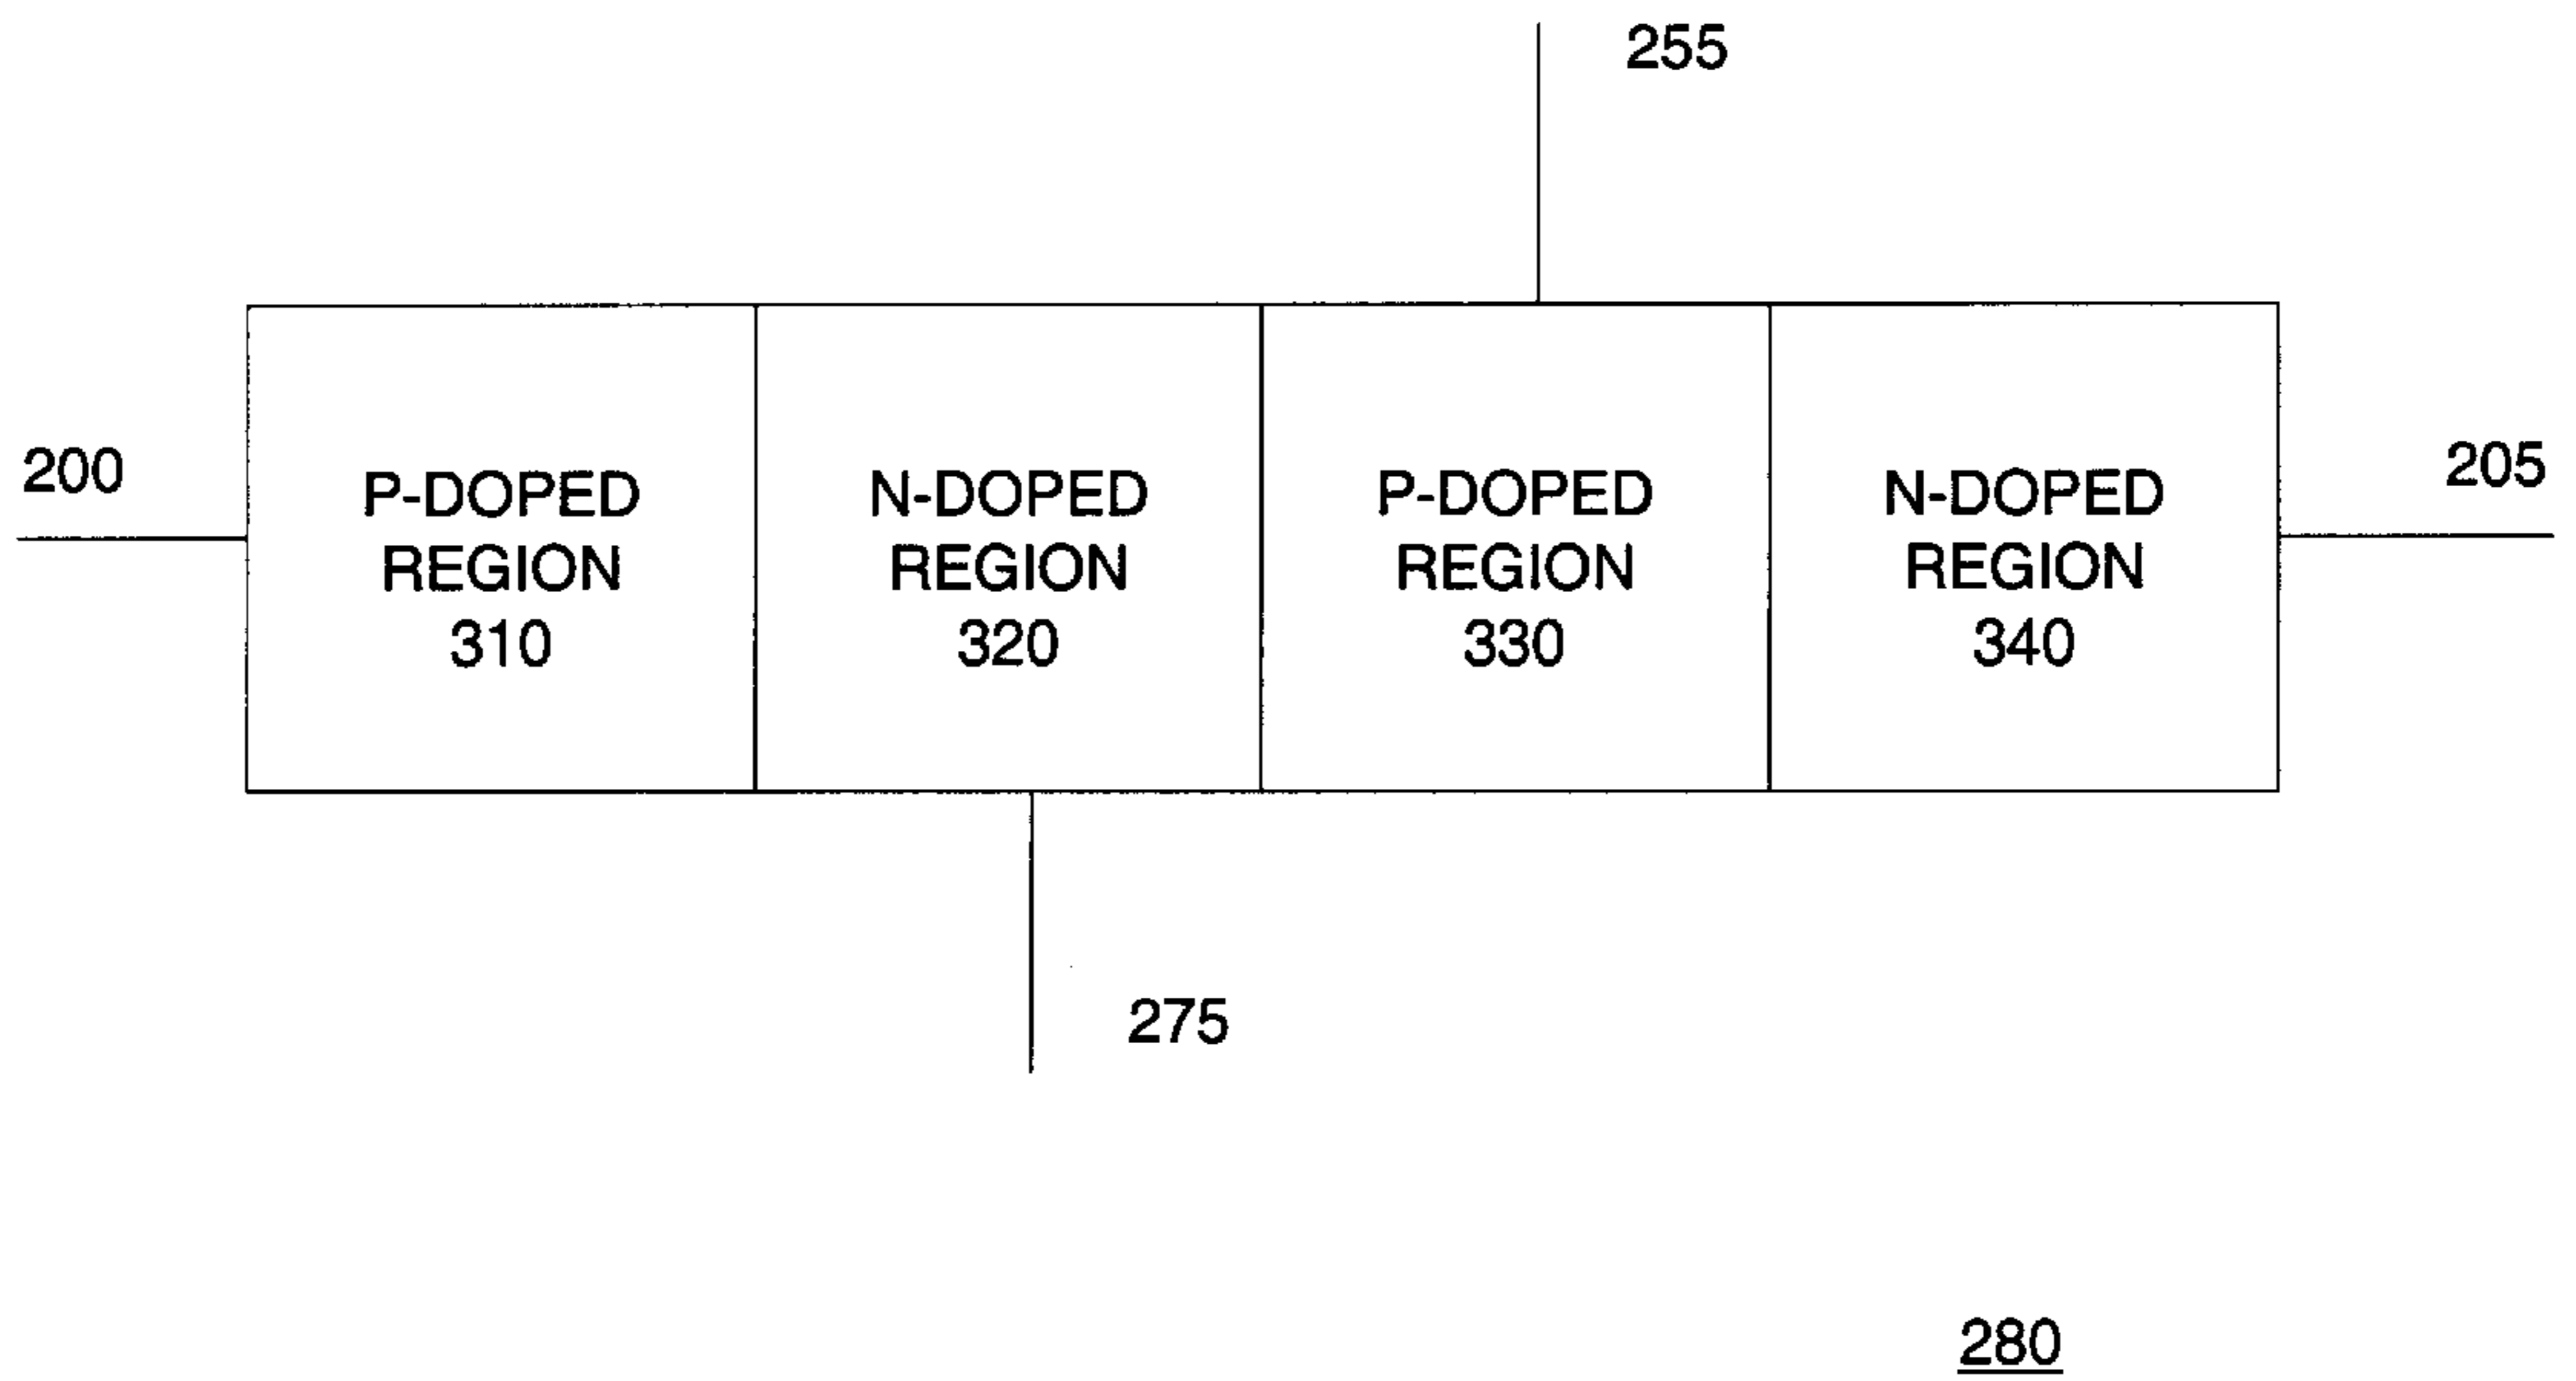 255
200
205
P-DOPED
REGION
310
N-DOPED
REGION
320
P-DOPED
REGION
330
N-DOPED
REGION
340
275
280